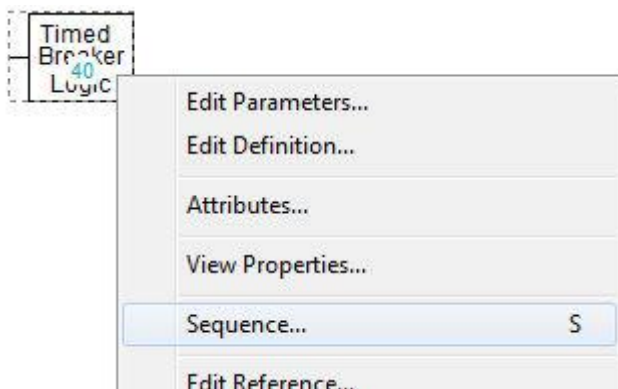 Timed
Breaker
40
Logic
Edit Parameters...
Edit Definition...
Attributes...
View Properties...
Sequence... S
Edit Reference...